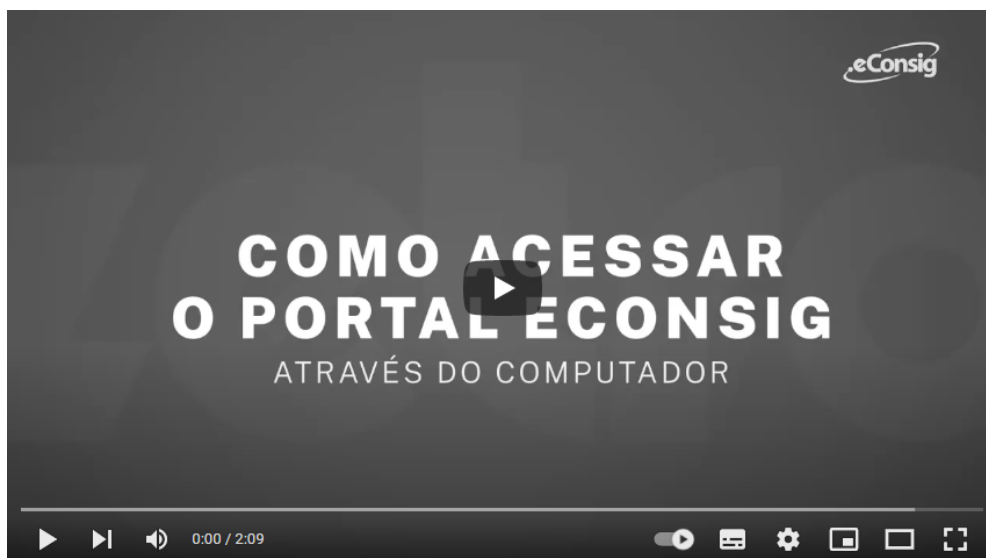 eConsig
COMO ACESSAR
O PORTAL ECONSIG
ATRAVÉS DO COMPUTADOR
0:00 / 2:09